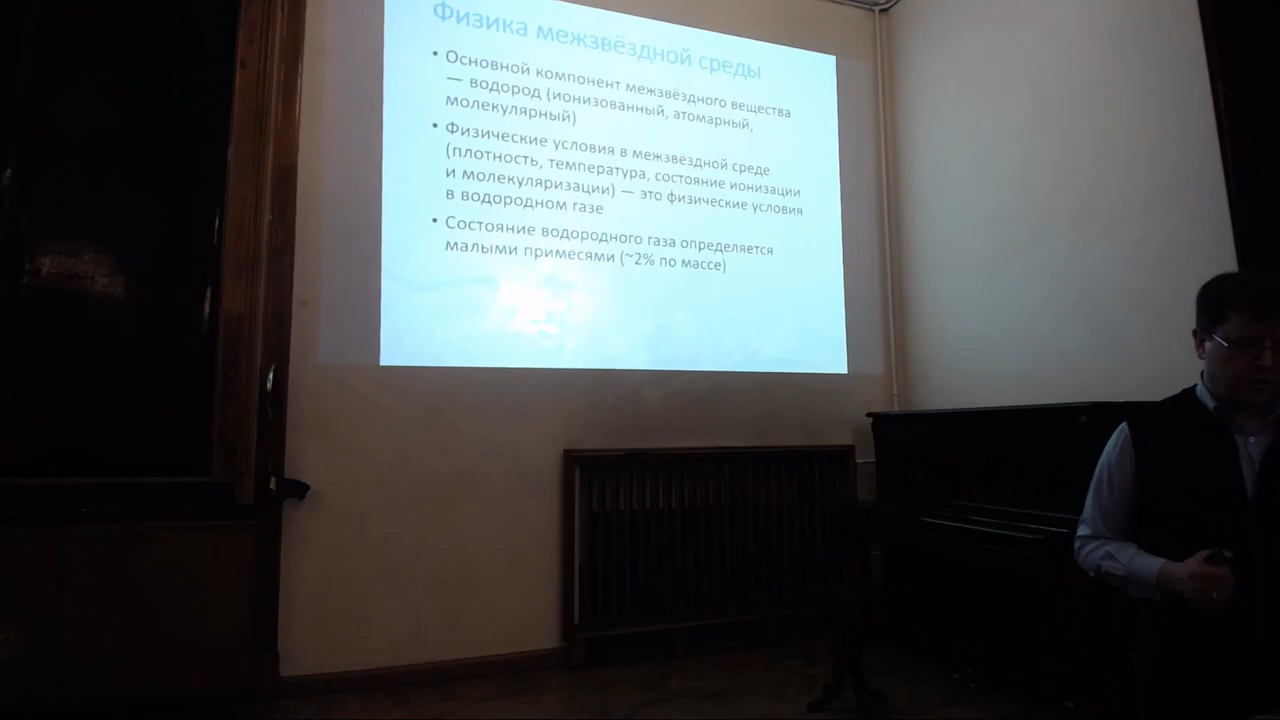 Физика межзвёздной среды
• Основной компонент межзвёздного вещества
— водород (ионизованный, атомарный,
молекулярный)
• Физические условия в межзвёздной среде
(плотность, температура, состояние ионизации
и молекуляризации) — это физические условия
в водородном газе
• Состояние водородного газа определяется
малыми примесями (~2% по массе)